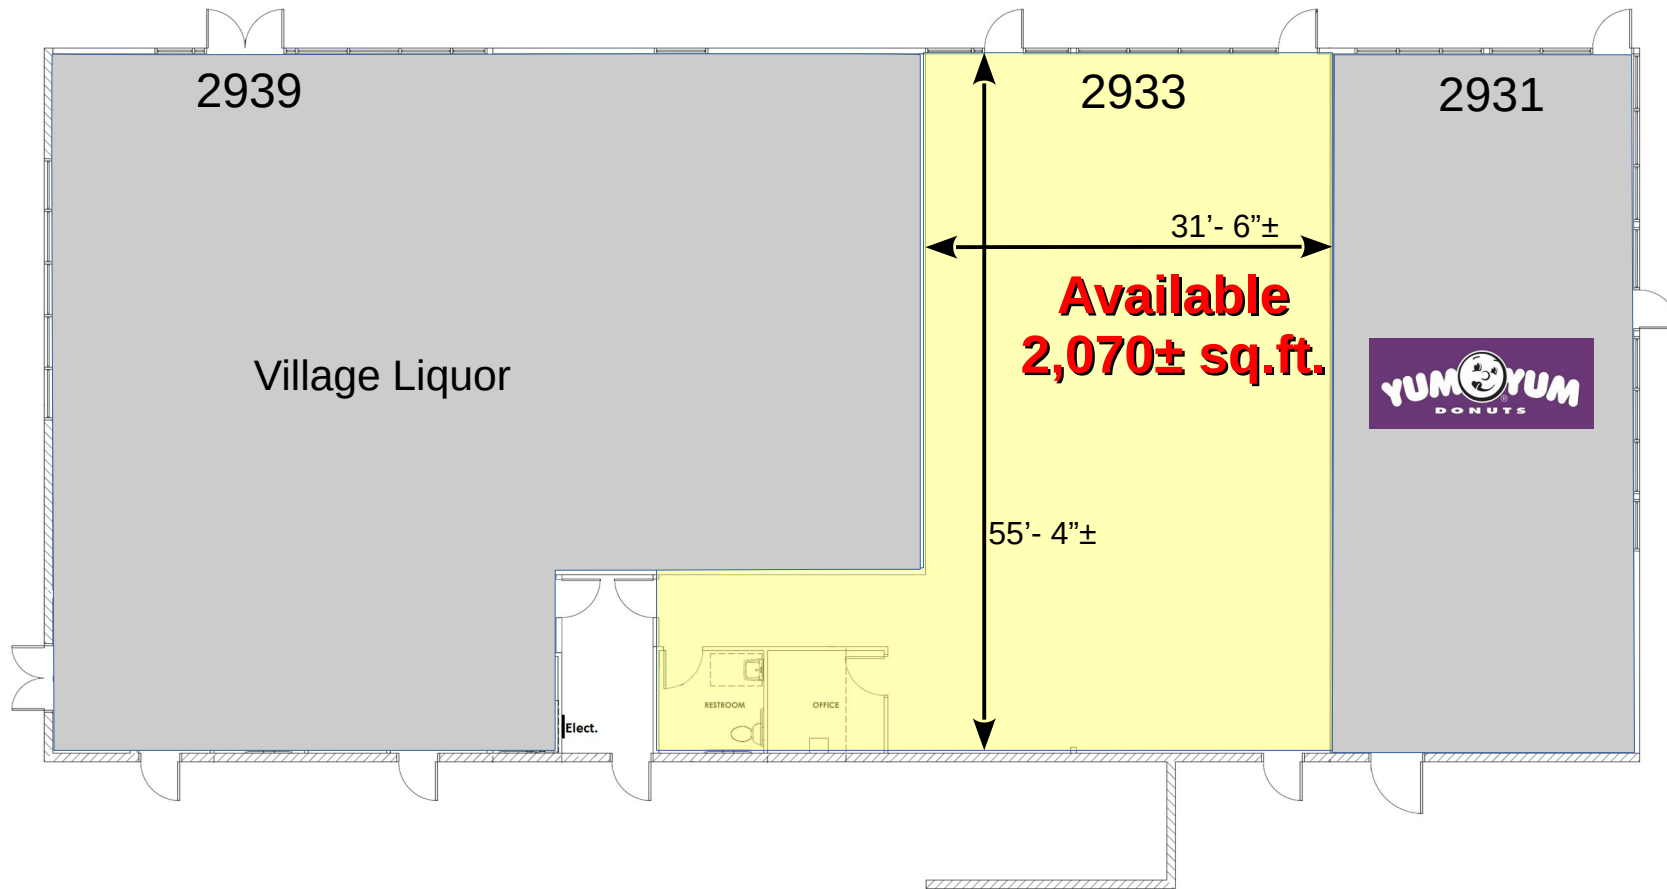 2939
2933
2931
31’- 6”±
Available
2,070± sq.ft.
Village Liquor
YUM YUM
®
DONUTS
55’- 4”±
RESTROOM
OFFICE
Elect.